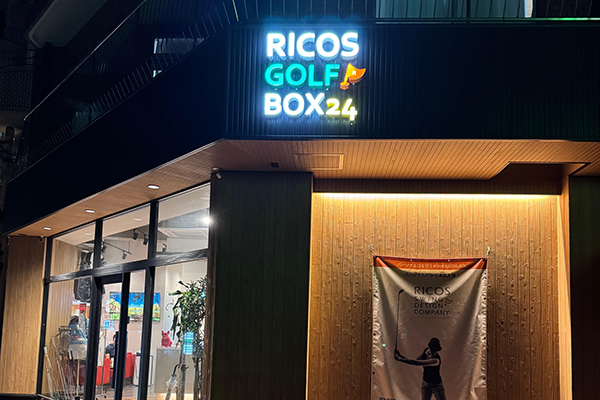 RICOS
GOLF
BOX24
RICOS
SWING
DESIGN
COMPANY